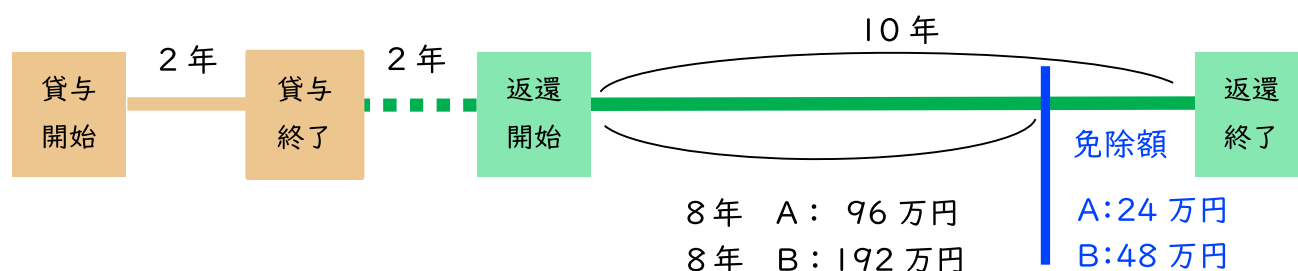 貸与
開始
2年
貸与
終了
2年
返還
開始
10年
返還
終了
免除額
8年 A: 96万円
A:24万円
8年 B:192万円
B:48万円